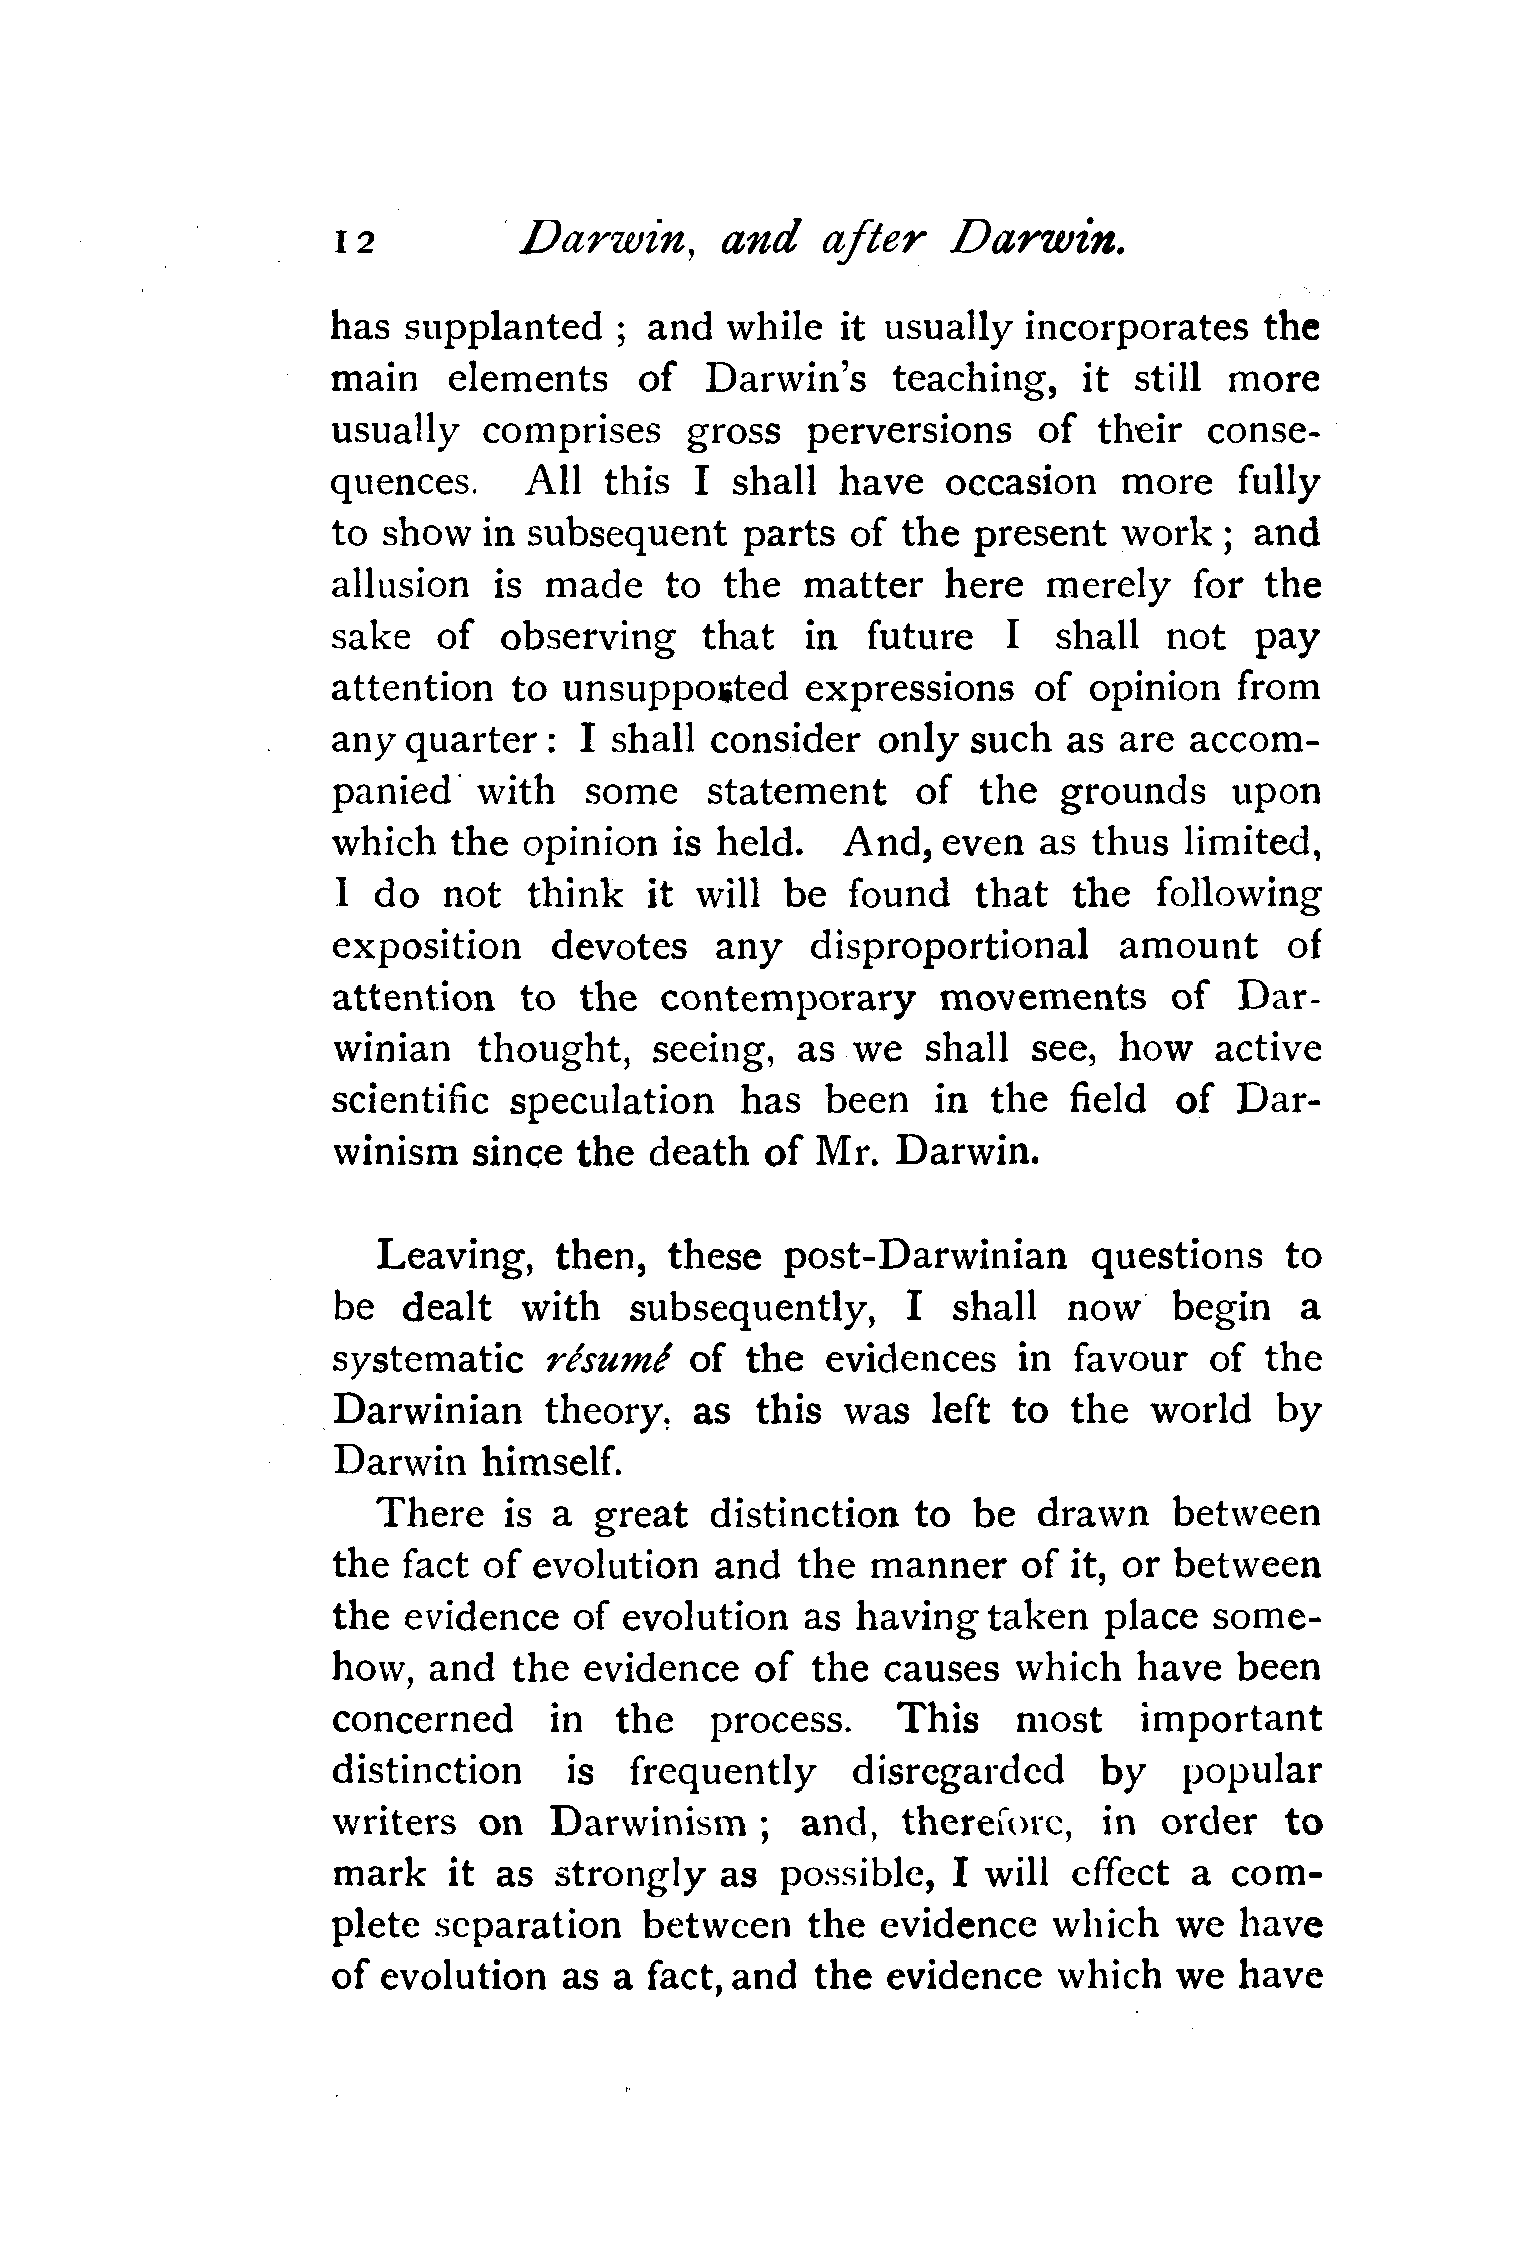 12 Darwin, and after Darwin.
has supplanted ; and while it usually incorporates the
main elements of Darwin's teaching, it still more
usually comprises gross perversions of their conse-
quences. All this I shall have occasion more fully
to show in subsequent parts of the present work ; and
allusion is made to the matter here merely for the
sake of observing that in future I shall not pay
attention to unsupported expressions of opinion from
any quarter : I shall consider only such as are accom-
panied with some statement of the grounds upon
which the opinion is held. And, even as thus limited,
I do not think it will be found that the following
exposition devotes any disproportional amount of
attention to the contemporary movements of Dar-
winian thought, seeing, as we shall see, how active
scientific speculation has been in the field of Dar-
winism since the death of Mr. Darwin.
Leaving, then, these post-Darwinian questions to
be dealt with subsequently, I shall now begin a
systematic résumé of the evidences in favour of the
Darwinian theory, as this was left to the world by
Darwin himself.
There is a great distinction to be drawn between
the fact of evolution and the manner of it, or between
the evidence of evolution as having taken place some-
how, and the evidence of the causes which have been
concerned in the process. This most important
distinction is frequently disregarded by popular
writers on Darwinism ; and, therefore, in order to
mark it as strongly as possible, I will effect a com-
plete separation between the evidence which we have
of evolution as a fact, and the evidence which we have